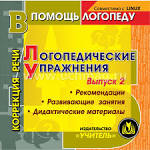 Совместимо с LINUX
В ПОМОЩЬ ЛОГОПЕДУ
КОРРЕКЦИЯ РЕЧИ
ЛОГОПЕДИЧЕСКИЕ
УПРАЖНЕНИЯ
Выпуск 2
• Рекомендации
• Развивающие занятия
• Дидактические материалы
ИЗДАТЕЛЬСТВО
«УЧИТЕЛЬ»